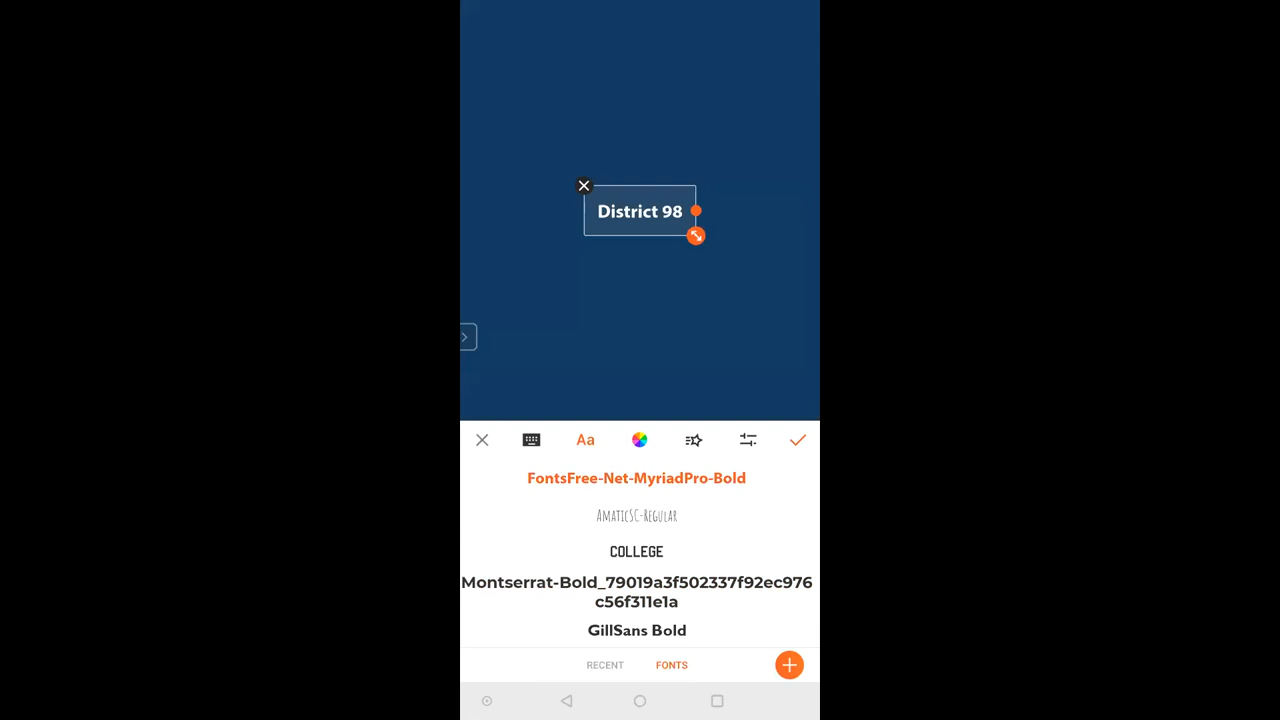 District 98
Aa
FontsFree-Net-MyriadPro-Bold
AmaticSC-Regular
COLLEGE
Montserrat-Bold_79019a3f502337f92ec976
c56f311e1a
GillSans Bold
RECENT
FONTS